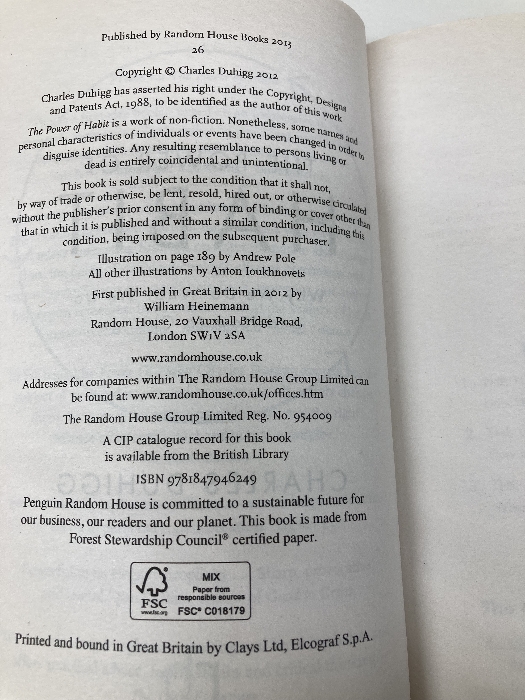 Published by Random House Books 2013
26
Copyright © Charles Duhigg 2012
Charles Duhigg has asserted his right under the Copyright, Designs
and Patents Act, 1988, to be identified as the author of this work
The Power of Habit is a work of non-fiction. Nonetheless, some names and
personal characteristics of individuals or events have been changed in order to
disguise identities. Any resulting resemblance to persons living or
dead is entirely coincidental and unintentional.
This book is sold subject to the condition that it shall not,
by way of trade or otherwise, be lent, resold, hired out, or otherwise circulated
without the publisher's prior consent in any form of binding or cover other than
that in which it is published and without a similar condition, including this
condition, being imposed on the subsequent purchaser.
Illustration on page 189 by Andrew Pole
All other illustrations by Anton Ioukhnovets
First published in Great Britain in 2012 by
William Heinemann
Random House, 20 Vauxhall Bridge Road,
London SW1V 2SA
www.randomhouse.co.uk
Addresses for companies within The Random House Group Limited can
be found at: www.randomhouse.co.uk/offices.htm
The Random House Group Limited Reg. No. 954009
A CIP catalogue record for this book
is available from the British Library
ISBN 9781847946249
Penguin Random House is committed to a sustainable future for
our business, our readers and our planet. This book is made from
Forest Stewardship Council® certified paper.
FSC
www.fsc.org
MIX
Paper from
responsible sources
FSC® C018179
Printed and bound in Great Britain by Clays Ltd, Elcograf S.p.A.